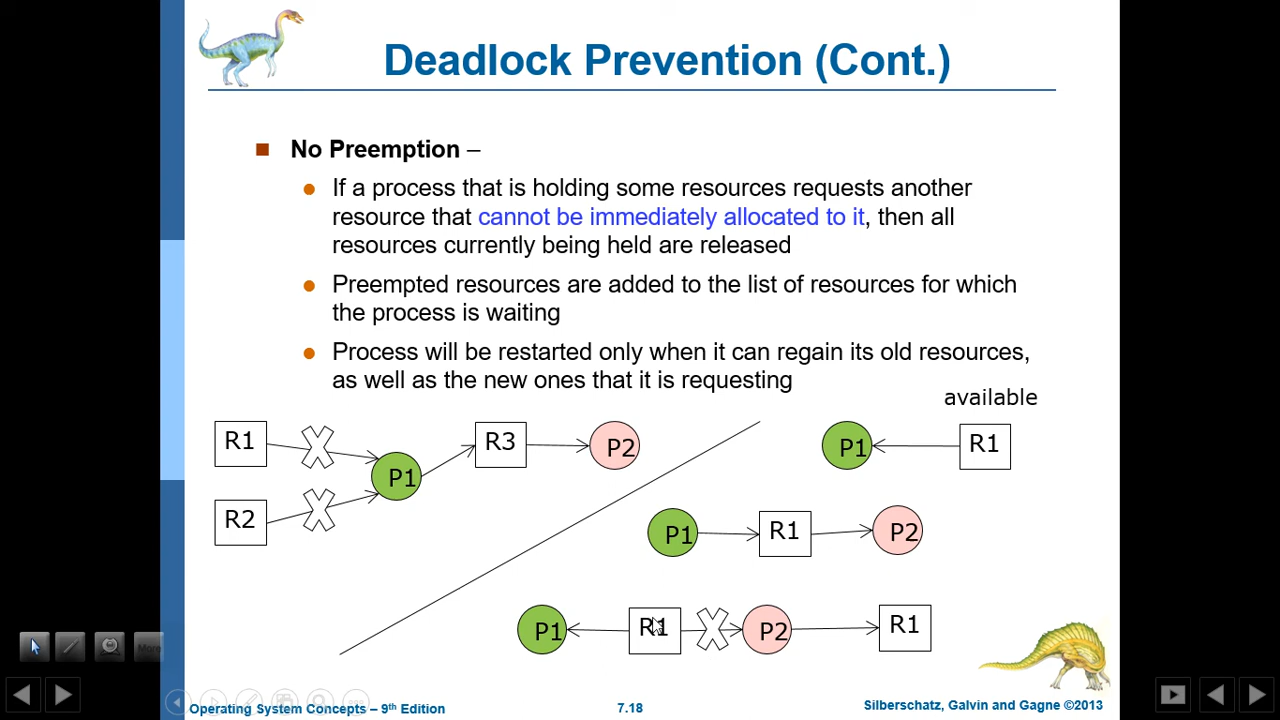 Deadlock Prevention (Cont.)
No Preemption –
If a process that is holding some resources requests another
resource that cannot be immediately allocated to it, then all
resources currently being held are released
Preempted resources are added to the list of resources for which
the process is waiting
Process will be restarted only when it can regain its old resources,
as well as the new ones that it is requesting
available
R1
R3
P2
P1
R2
P1
R1
P1
R1
P2
P1
R1
P2
R1
More
Operating System Concepts – 9th Edition
7.18
Silberschatz, Galvin and Gagne ©2013